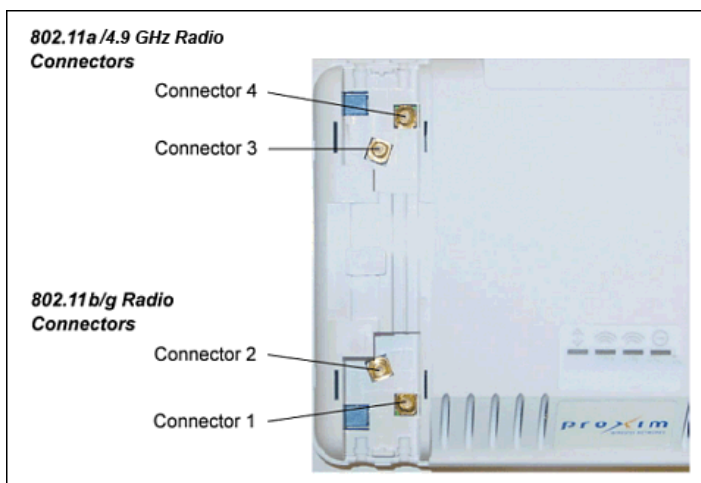 802.11a/4.9 GHz Radio
Connectors
Connector 4
Connector 3
802.11b/g Radio
Connectors
Connector 2
Connector 1
proxim